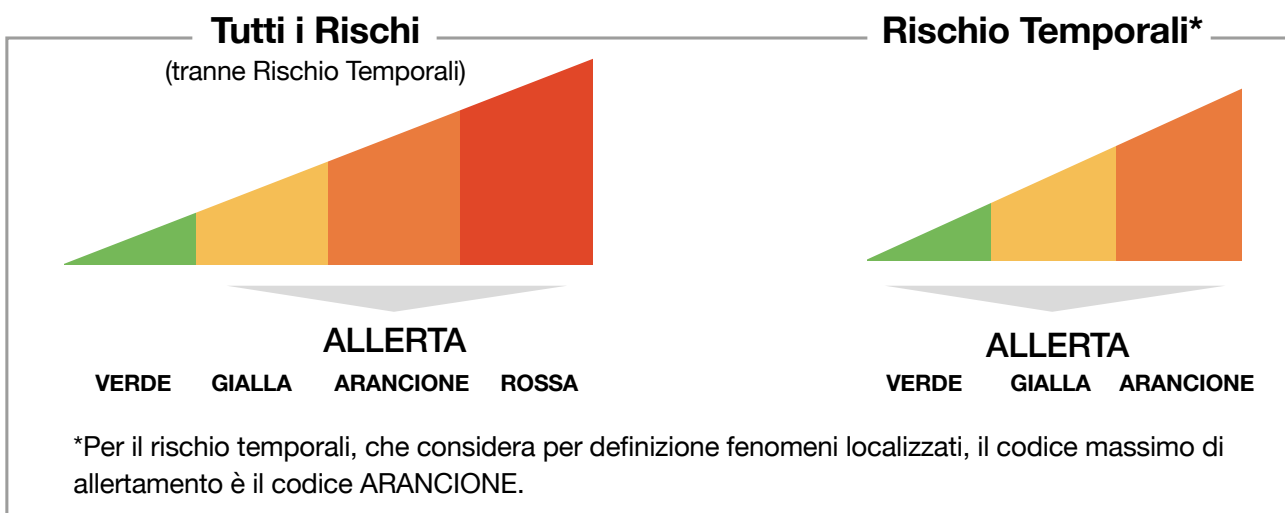 Tutti i Rischi
(tranne Rischio Temporali)
Rischio Temporali*
ALLERTA
VERDE GIALLA ARANCIONE ROSSA
ALLERTA
VERDE GIALLA ARANCIONE
*Per il rischio temporali, che considera per definizione fenomeni localizzati, il codice massimo di
allertamento è il codice ARANCIONE.